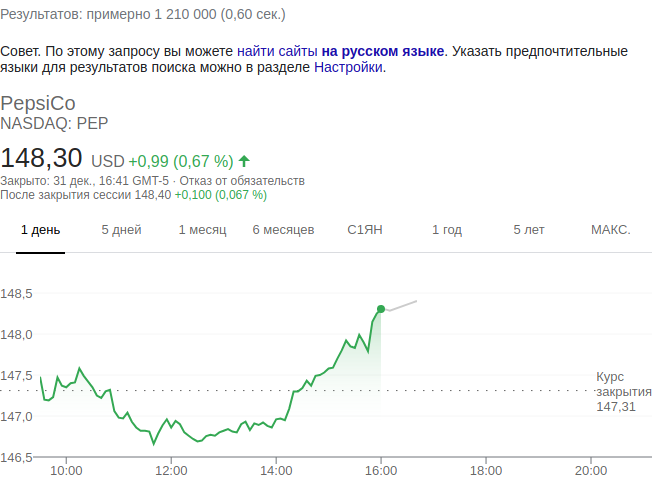 Результатов: примерно 1 210 000 (0,60 сек.)
Совет. По этому запросу вы можете найти сайты на русском языке. Указать предпочтительные
языки для результатов поиска можно в разделе Настройки.
PepsiCo
NASDAQ: PEP
148,30 USD +0,99 (0,67 %)
Закрыто: 31 дек., 16:41 GMT-5 · Отказ от обязательств
После закрытия сессии 148,40 +0,100 (0,067 %)
1 день 5 дней 1 месяц 6 месяцев С1ЯН 1 год 5 лет МАКС.
148,5
148,0
147,5
147,0
146,5
Курс
закрытия
147,31
10:00 12:00 14:00 16:00 18:00 20:00